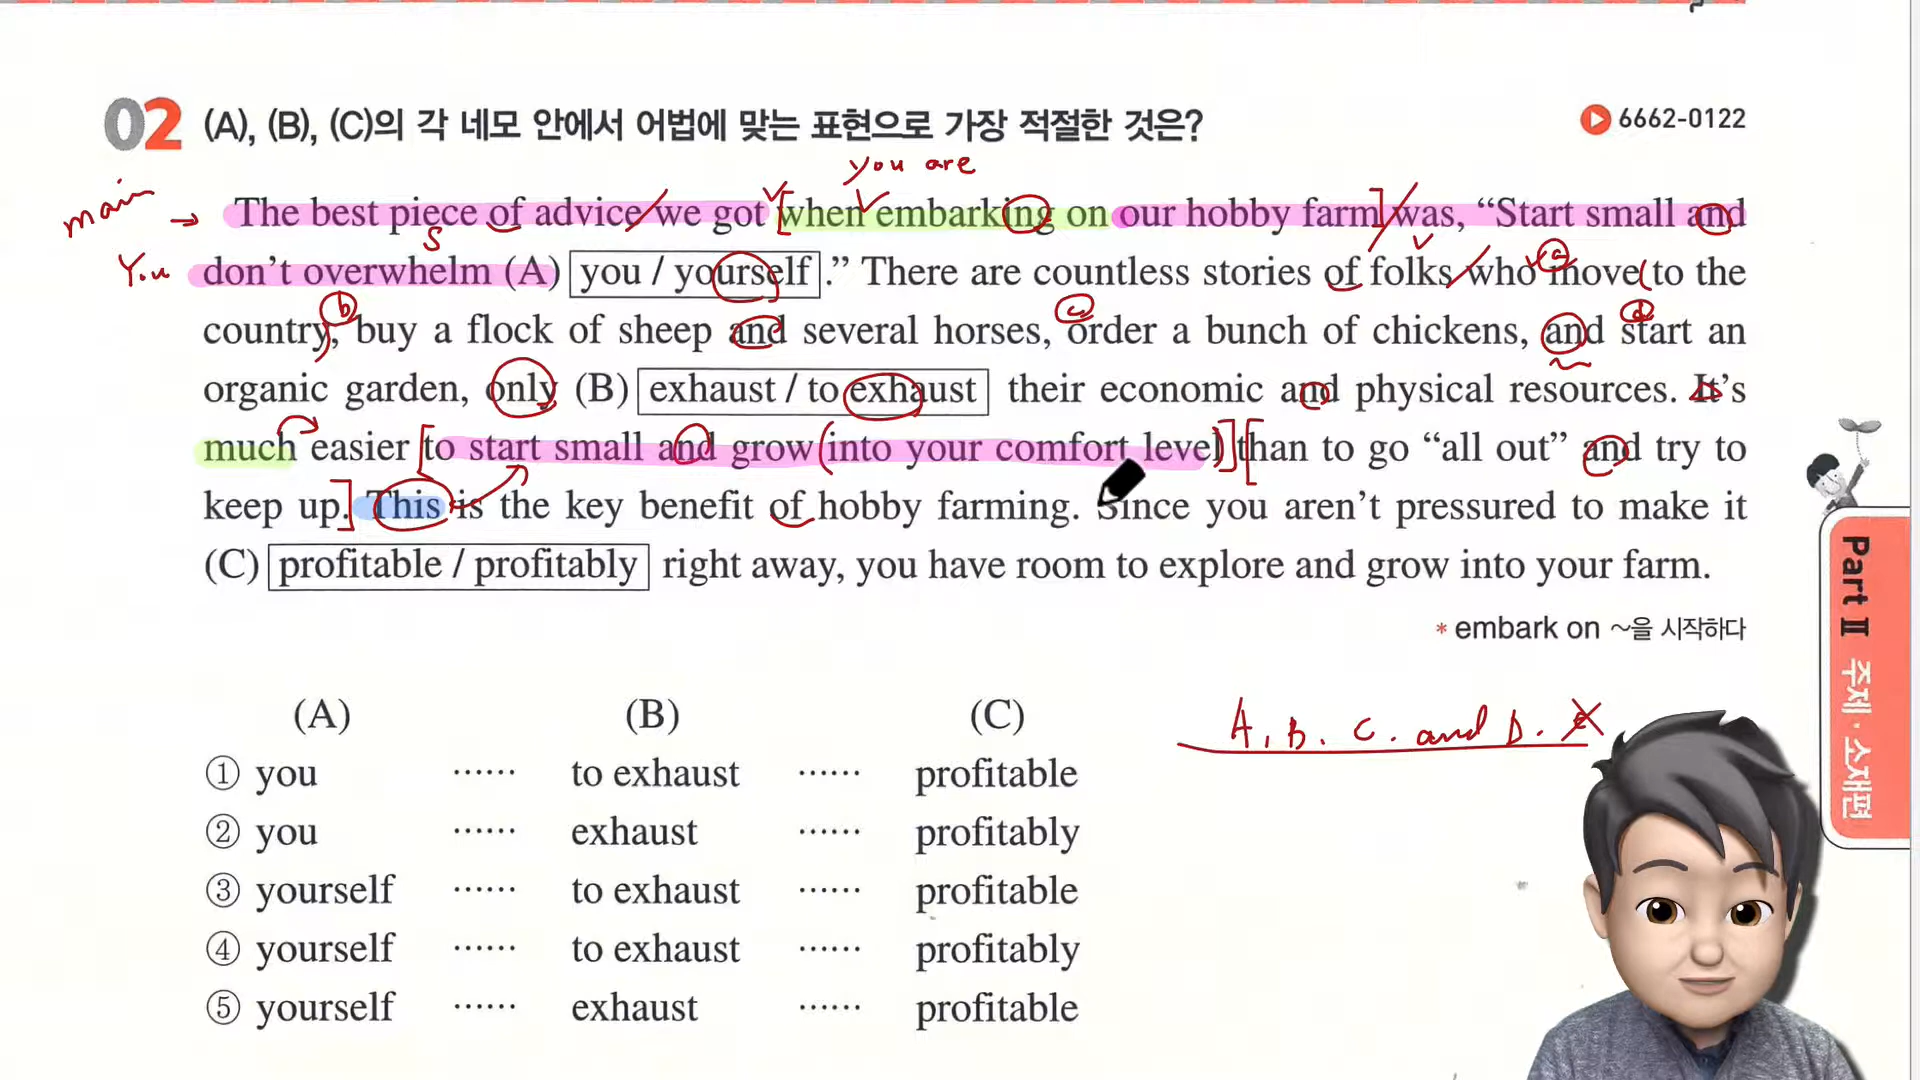 02 (A), (B), (C)의 각 네모 안에서 어법에 맞는 표현으로 가장 적절한 것은?
6662-0122
you are
main → The best piece of advice we got when embarking on our hobby farm was, “Start small and
s
You don’t overwhelm (A) you / yourself .” There are countless stories of folks who move to the
a
b
c
d
country, buy a flock of sheep and several horses, order a bunch of chickens, and start an
organic garden, only (B) exhaust / to exhaust their economic and physical resources. It’s
much easier to start small and grow into your comfort level than to go “all out” and try to
keep up. This is the key benefit of hobby farming. Since you aren’t pressured to make it
(C) profitable / profitably right away, you have room to explore and grow into your farm.
* embark on ~을 시작하다
Part Ⅱ 주제·소재편
(A) (B) (C)
① you ······ to exhaust ······ profitable
② you ······ exhaust ······ profitably
③ yourself ······ to exhaust ······ profitable
④ yourself ······ to exhaust ······ profitably
⑤ yourself ······ exhaust ······ profitable
A, B. C. and D.